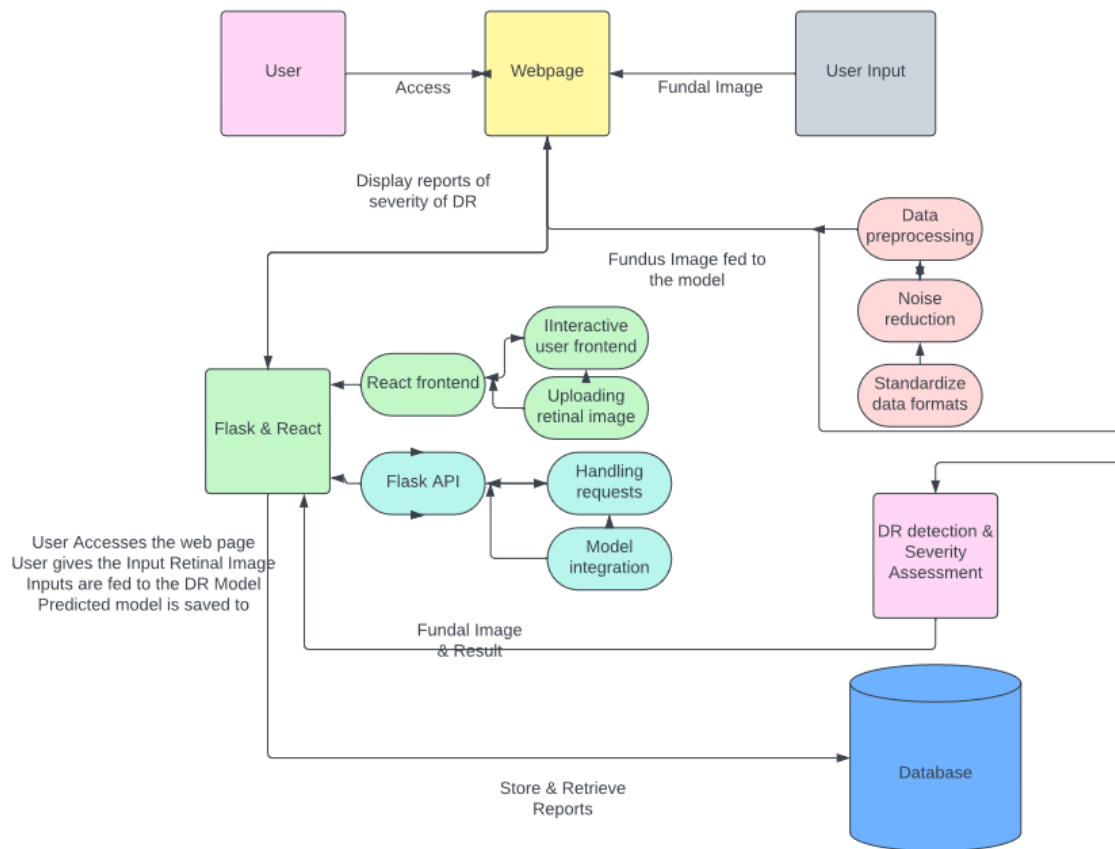 User
Webpage
User Input
Access
Fundal Image
Display reports of
severity of DR
Data
preprocessing
Fundus Image fed to
the model
Noise
reduction
IInteractive
user frontend
React frontend
Uploading
retinal image
Standardize
data formats
Flask & React
Flask API
Handling
requests
Model
integration
DR detection &
Severity
Assessment
User Accesses the web page
User gives the Input Retinal Image
Inputs are fed to the DR Model
Predicted model is saved to
Fundal Image
& Result
Database
Store & Retrieve
Reports